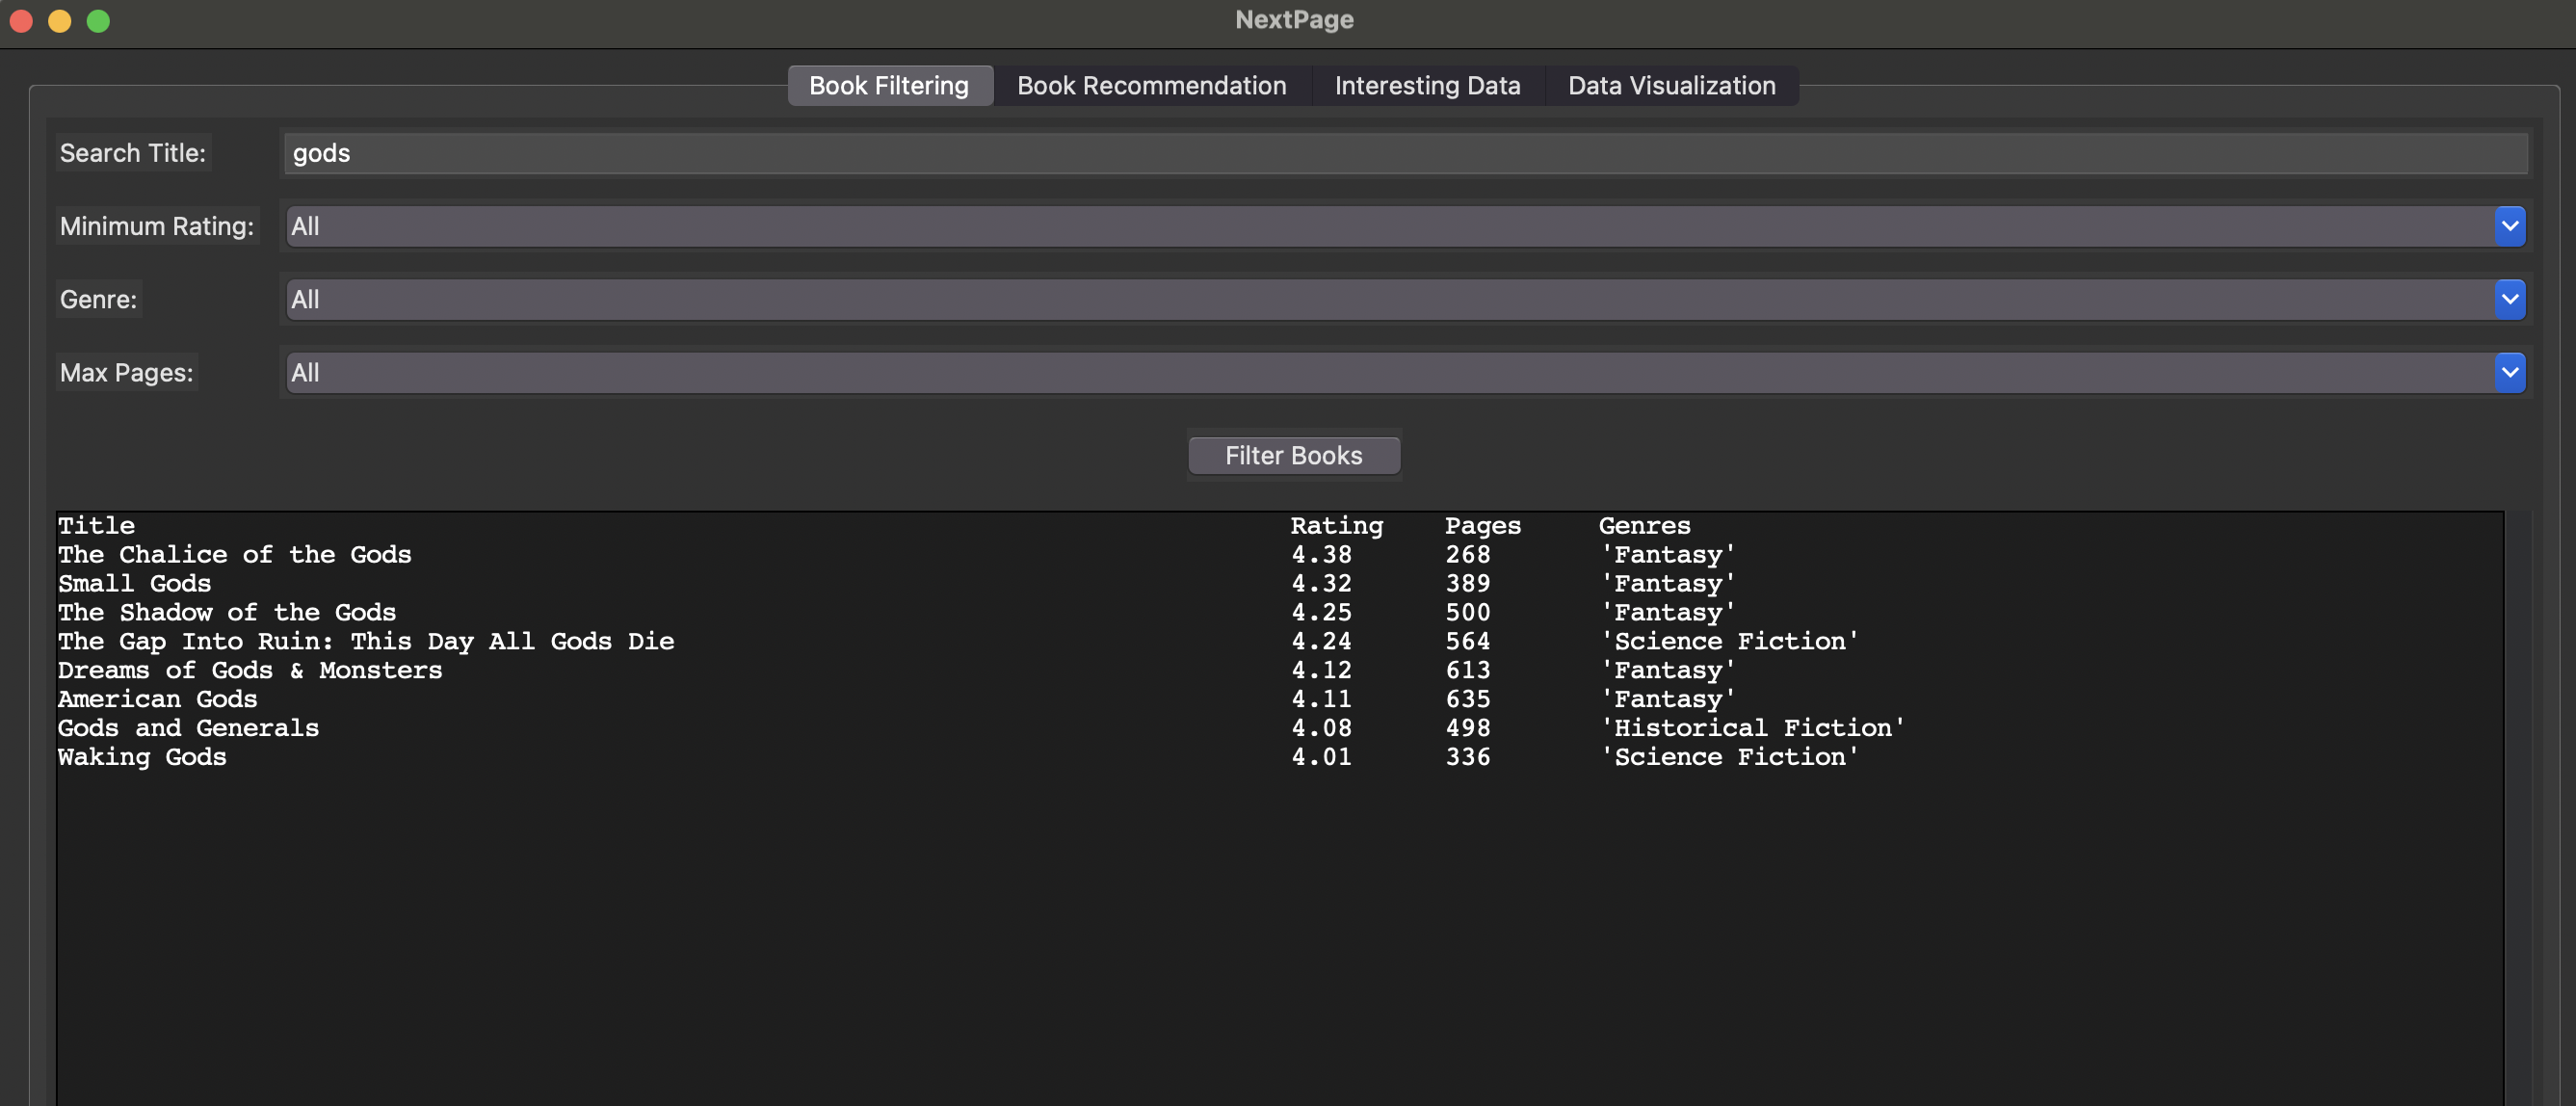 NextPage
Book Filtering Book Recommendation Interesting Data Data Visualization
Search Title: gods
Minimum Rating: All
Genre: All
Max Pages: All
Filter Books
Title Rating Pages Genres
The Chalice of the Gods 4.38 268 'Fantasy'
Small Gods 4.32 389 'Fantasy'
The Shadow of the Gods 4.25 500 'Fantasy'
The Gap Into Ruin: This Day All Gods Die 4.24 564 'Science Fiction'
Dreams of Gods & Monsters 4.12 613 'Fantasy'
American Gods 4.11 635 'Fantasy'
Gods and Generals 4.08 498 'Historical Fiction'
Waking Gods 4.01 336 'Science Fiction'